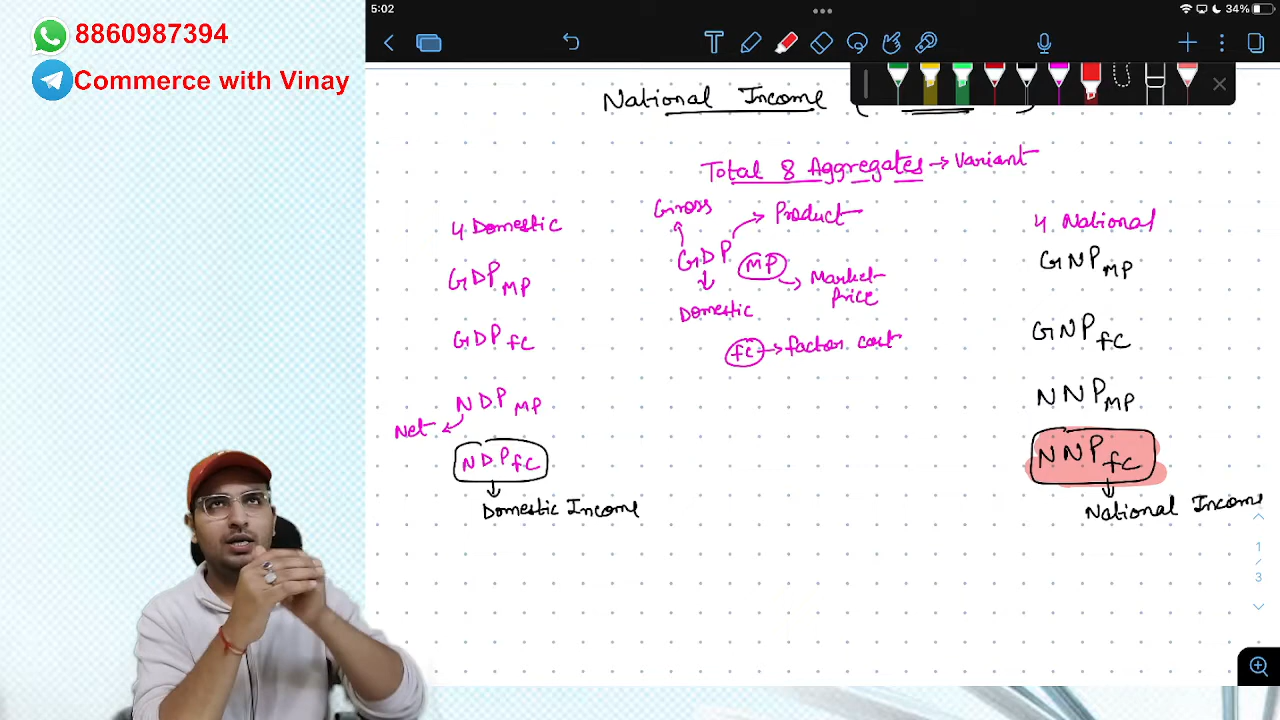 8860987394
Commerce with Vinay
5:02
34%
T
National Income
Total 8 Aggregates → Variant
4 Domestic
GDP MP
GDP fc
NDP MP
Net
NDP fc
Domestic Income
Gross
Product
GDP MP
Market Price
Domestic
fc → factor cost
4 National
GNP MP
GNP fc
NNP MP
NNP fc
National Income
1
/
3